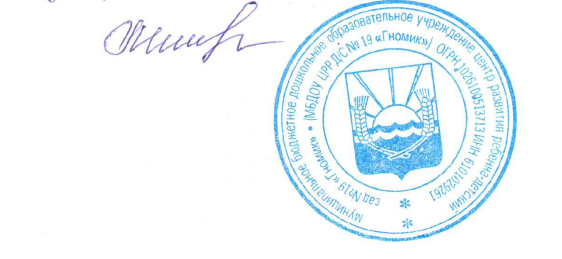 муниципальное бюджетное дошкольное образовательное учреждение центр развития ребенка-детский
сад №19 «Гномик» * (МБДОУ ЦРР Д/С № 19 «Гномик») ОГРН 1026100513713 ИНН 6101029261